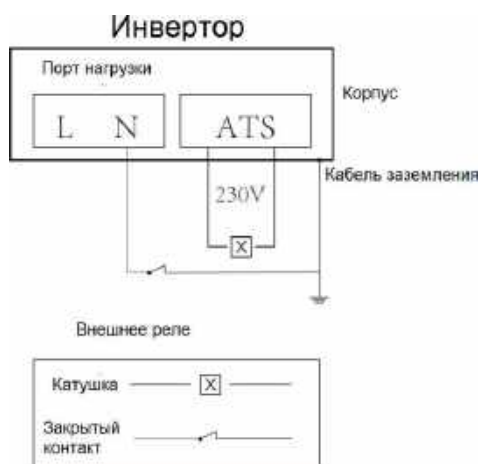 Инвертор
Порт нагрузки
Корпус
L N
ATS
Кабель заземления
230V
X
Внешнее реле
Катушка X
Закрытый
контакт